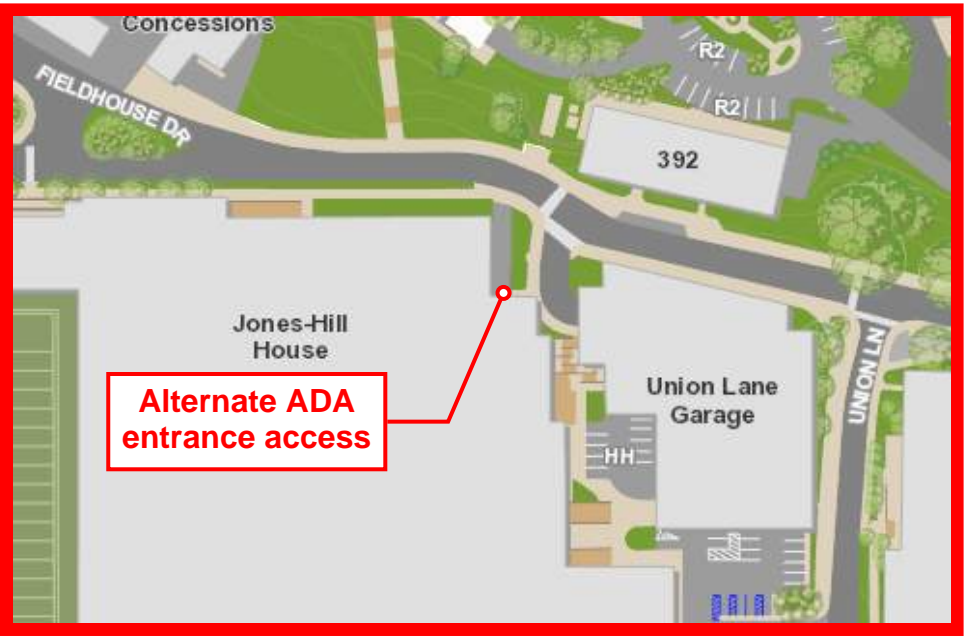 Concessions
FIELDHOUSE DR
R2
R2
392
Jones-Hill
House
Alternate ADA
entrance access
Union Lane
Garage
UNION LN
HH